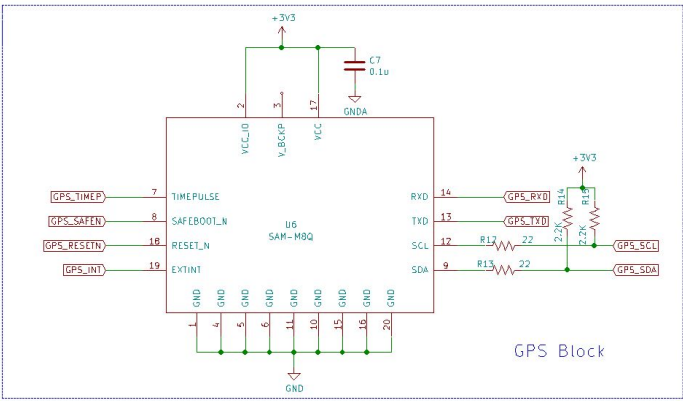 +3V3
C7
0.1u
GNDA
2
3
17
VCC_IO
V_BCKP
VCC
+3V3
GPS_TIMEP
7
TIMEPULSE
RXD
14
GPS_RXD
R14
GPS_SAFEN
8
SAFEBOOT_N
U6
TXD
13
GPS_TXD
2.2K
2.2K
SAM-M8Q
GPS_RESETN
18
RESET_N
SCL
12
22
GPS_SCL
GPS_INT
19
EXTINT
SDA
9
R13
22
GPS_SDA
GND
GND
GND
GND
GND
GND
GND
GND
GND
1
4
5
6
11
10
15
16
20
GPS Block
GND